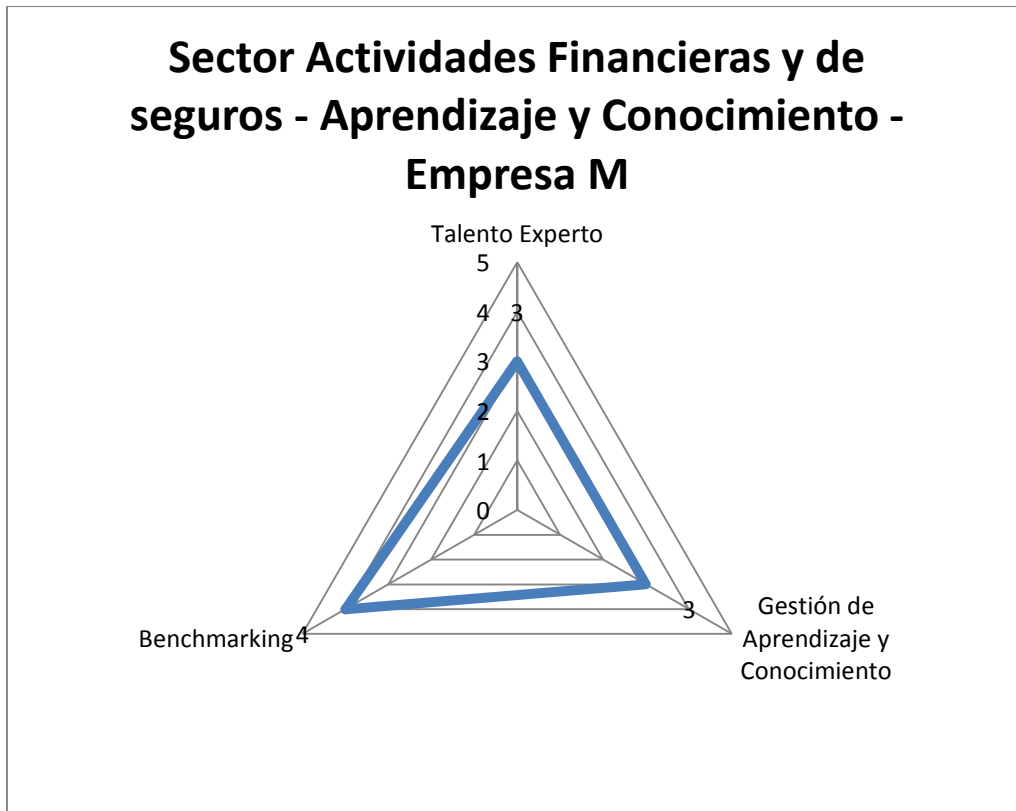 Sector Actividades Financieras y de
seguros - Aprendizaje y Conocimiento -
Empresa M
Talento Experto
5
4 3
3
2
1
0
3
Gestión de
Aprendizaje y
Conocimiento
Benchmarking 4